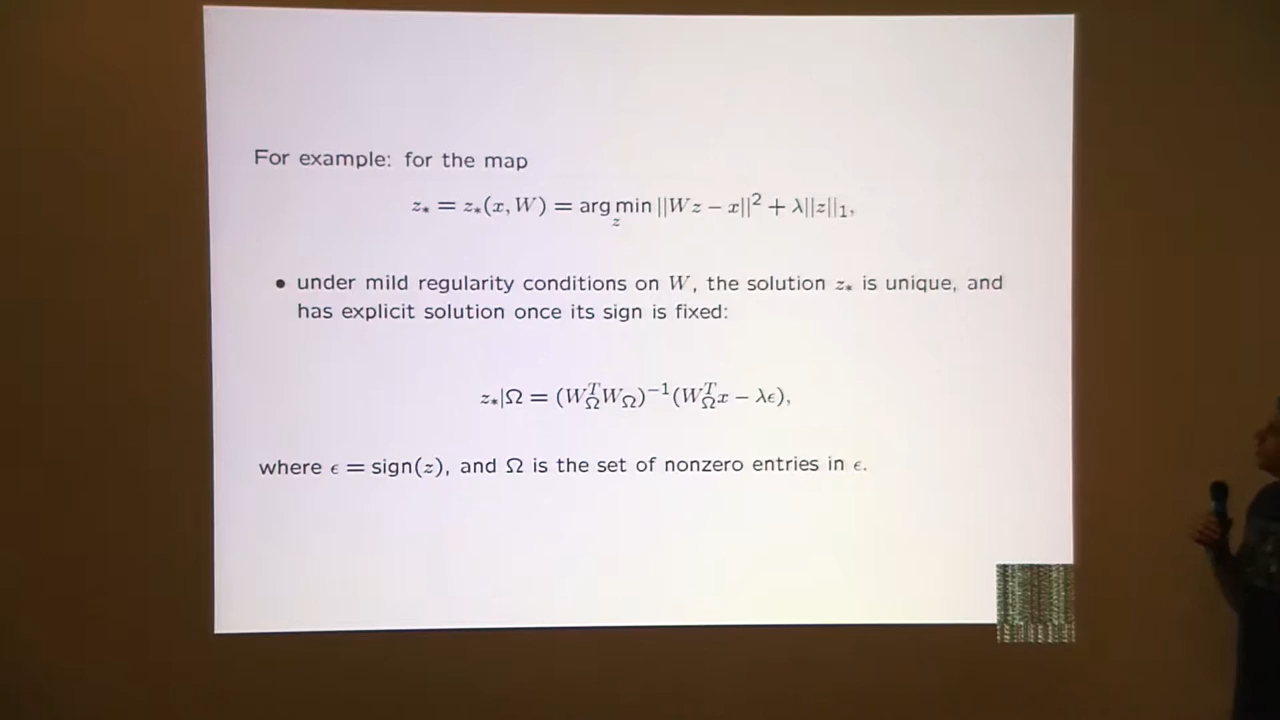 For example: for the map
z∗ = z∗(x, W) = arg min_z ||Wz − x||² + λ||z||₁,
• under mild regularity conditions on W, the solution z∗ is unique, and
has explicit solution once its sign is fixed:
z∗|Ω = (W_Ω^T W_Ω)^−1 (W_Ω^T x − λϵ),
where ϵ = sign(z), and Ω is the set of nonzero entries in ϵ.